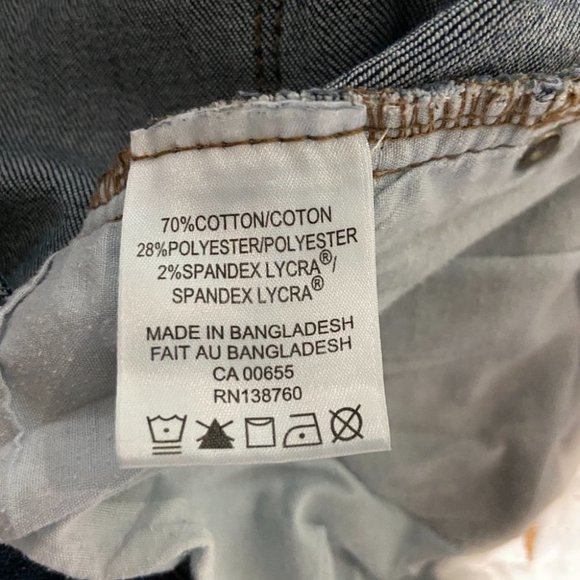 70%COTTON/COTON
28%POLYESTER/POLYESTER
2%SPANDEX LYCRA®/
SPANDEX LYCRA®
MADE IN BANGLADESH
FAIT AU BANGLADESH
CA 00655
RN138760